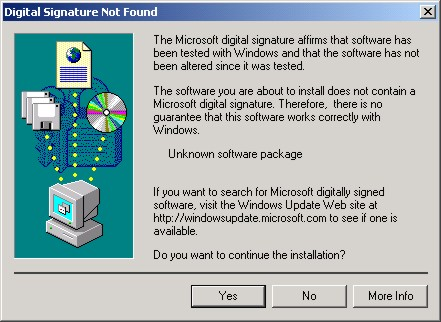 Digital Signature Not Found
The Microsoft digital signature affirms that software has
been tested with Windows and that the software has not
been altered since it was tested.
The software you are about to install does not contain a
Microsoft digital signature. Therefore,  there is no
guarantee that this software works correctly with
Windows.
Unknown software package
If you want to search for Microsoft digitally signed
software, visit the Windows Update Web site at
http://windowsupdate.microsoft.com to see if one is
available.
Do you want to continue the installation?
Yes No More Info